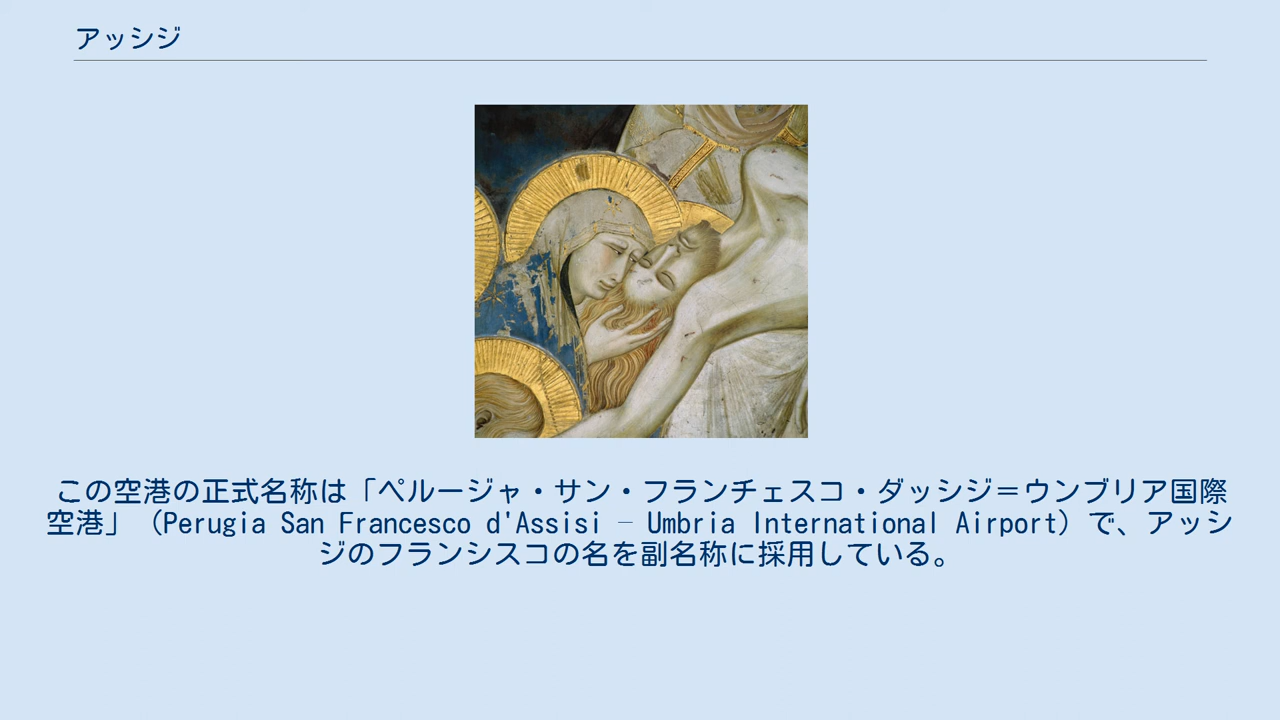 アッシジ
この空港の正式名称は「ペルージャ・サン・フランチェスコ・ダッシジ＝ウンブリア国際
空港」（Perugia San Francesco d'Assisi – Umbria International Airport）で、アッシ
ジのフランシスコの名を副名称に採用している。